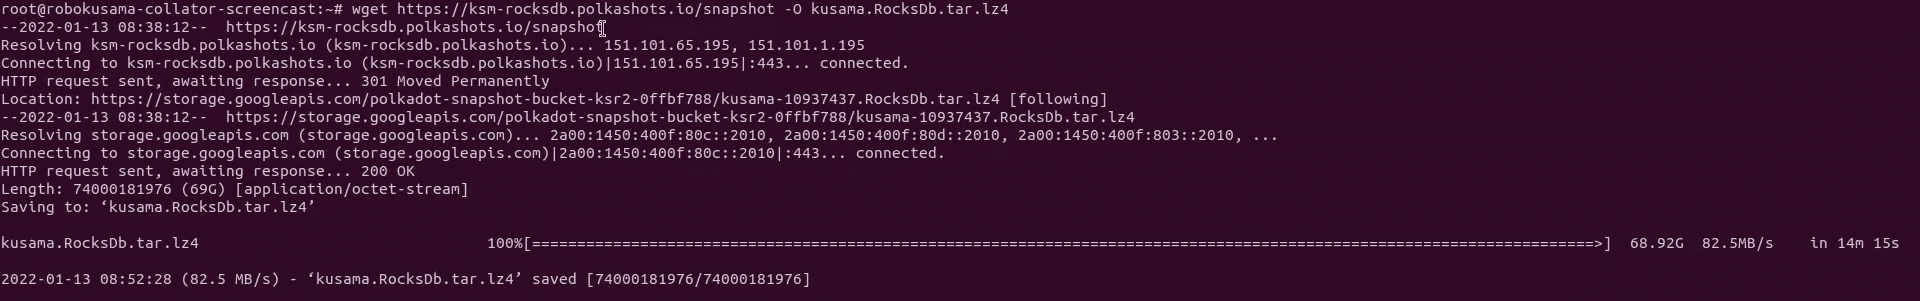 root@robokusama-collator-screencast:~# wget https://ksm-rocksdb.polkashots.io/snapshot -O kusama.RocksDb.tar.lz4
--2022-01-13 08:38:12--  https://ksm-rocksdb.polkashots.io/snapshot
Resolving ksm-rocksdb.polkashots.io (ksm-rocksdb.polkashots.io)... 151.101.65.195, 151.101.1.195
Connecting to ksm-rocksdb.polkashots.io (ksm-rocksdb.polkashots.io)|151.101.65.195|:443... connected.
HTTP request sent, awaiting response... 301 Moved Permanently
Location: https://storage.googleapis.com/polkadot-snapshot-bucket-ksr2-0ffbf788/kusama-10937437.RocksDb.tar.lz4 [following]
--2022-01-13 08:38:12--  https://storage.googleapis.com/polkadot-snapshot-bucket-ksr2-0ffbf788/kusama-10937437.RocksDb.tar.lz4
Resolving storage.googleapis.com (storage.googleapis.com)... 2a00:1450:400f:80c::2010, 2a00:1450:400f:80d::2010, 2a00:1450:400f:803::2010, ...
Connecting to storage.googleapis.com (storage.googleapis.com)|2a00:1450:400f:80c::2010|:443... connected.
HTTP request sent, awaiting response... 200 OK
Length: 74000181976 (69G) [application/octet-stream]
Saving to: ‘kusama.RocksDb.tar.lz4’
kusama.RocksDb.tar.lz4 100%[======================================================================================================================>] 68.92G 82.5MB/s in 14m 15s
2022-01-13 08:52:28 (82.5 MB/s) - ‘kusama.RocksDb.tar.lz4’ saved [74000181976/74000181976]